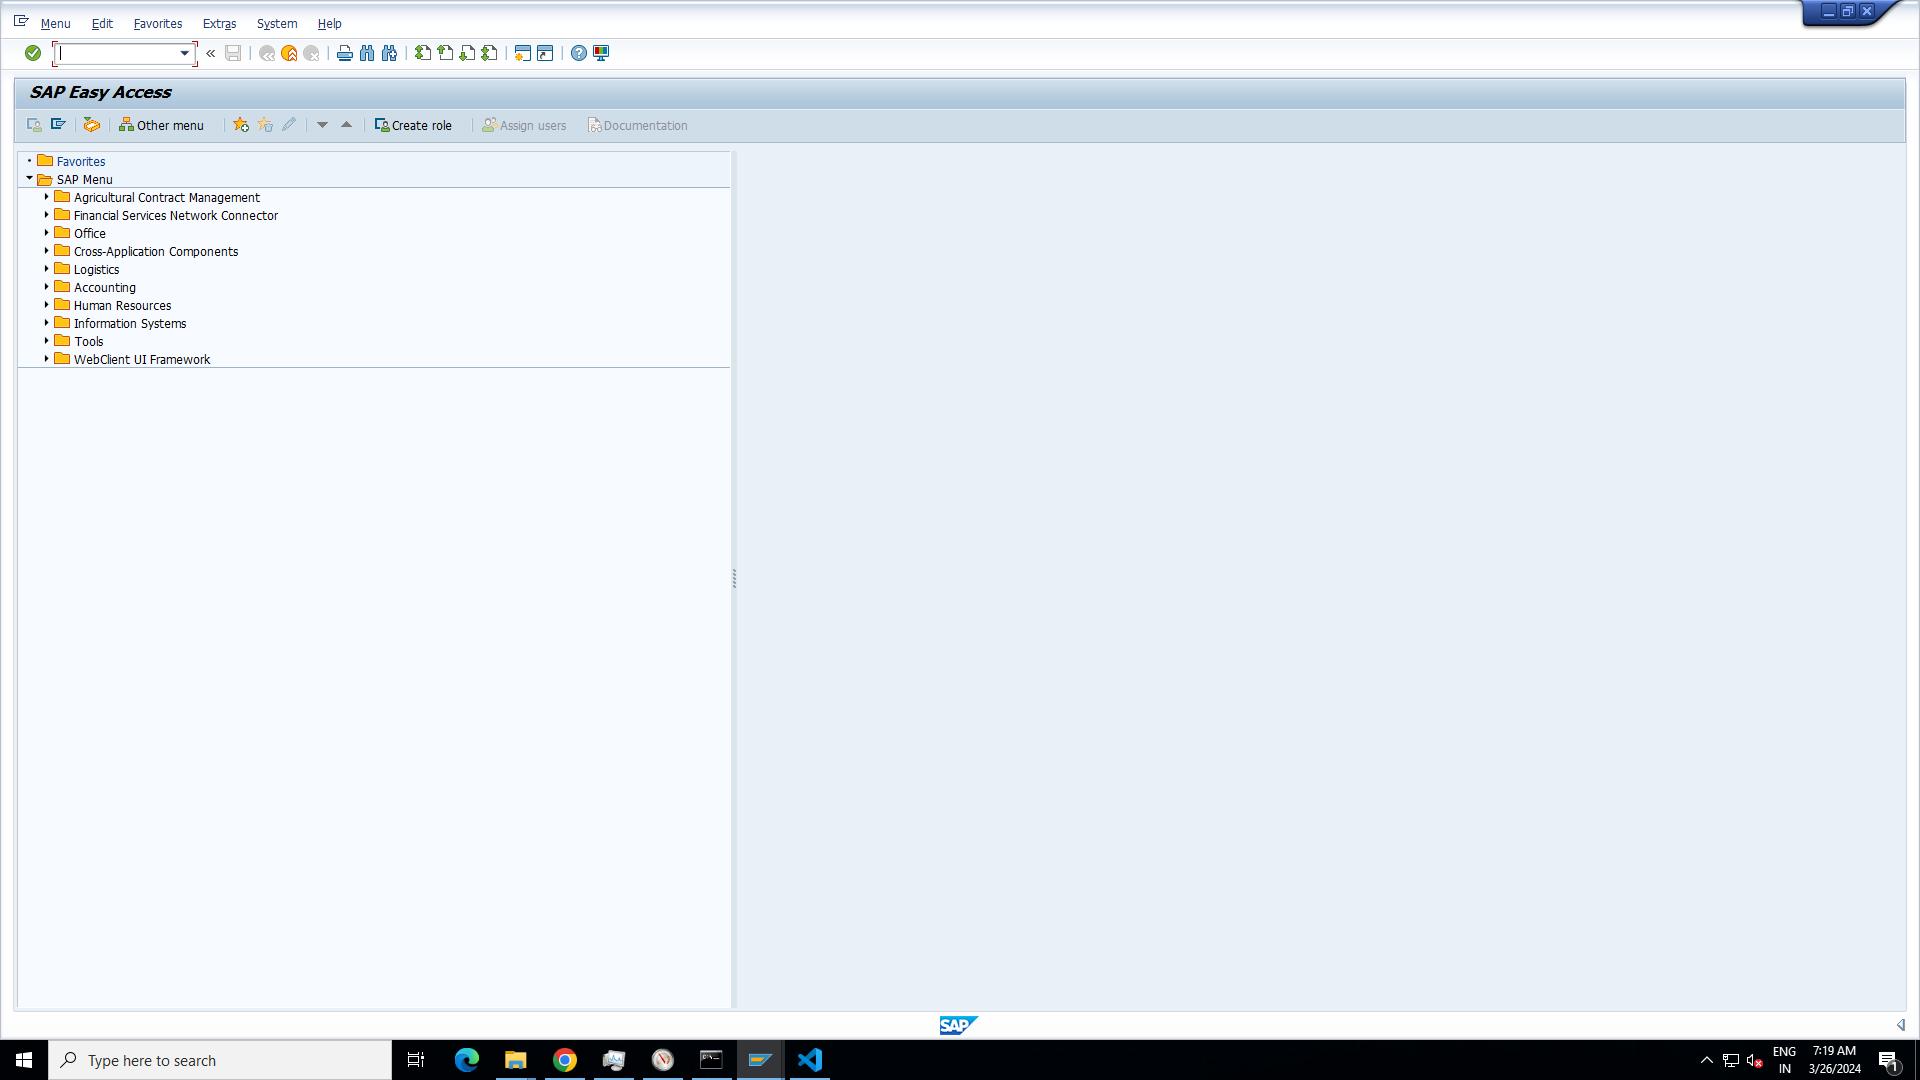 Menu Edit Favorites Extras System Help
SAP Easy Access
Other menu Create role Assign users Documentation
Favorites
SAP Menu
Agricultural Contract Management
Financial Services Network Connector
Office
Cross-Application Components
Logistics
Accounting
Human Resources
Information Systems
Tools
WebClient UI Framework
SAP
Type here to search
ENG
IN
7:19 AM
3/26/2024
1